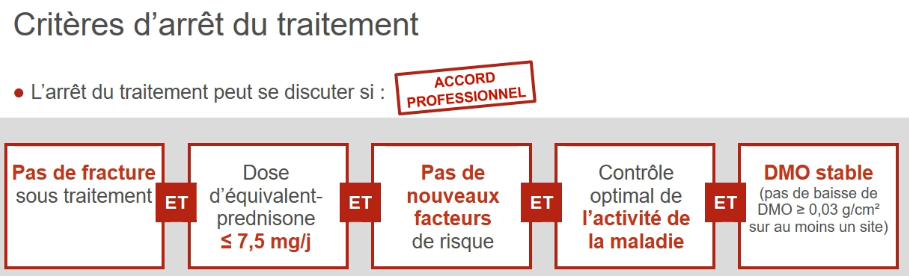 Critères d'arrêt du traitement
● L'arrêt du traitement peut se discuter si :
ACCORD
PROFESSIONNEL
Pas de fracture
sous traitement
ET
Dose
d'équivalent-
prednisone
≤ 7,5 mg/j
ET
Pas de
nouveaux
facteurs
de risque
ET
Contrôle
optimal de
l'activité de
la maladie
ET
DMO stable
(pas de baisse de
DMO ≥ 0,03 g/cm²
sur au moins un site)